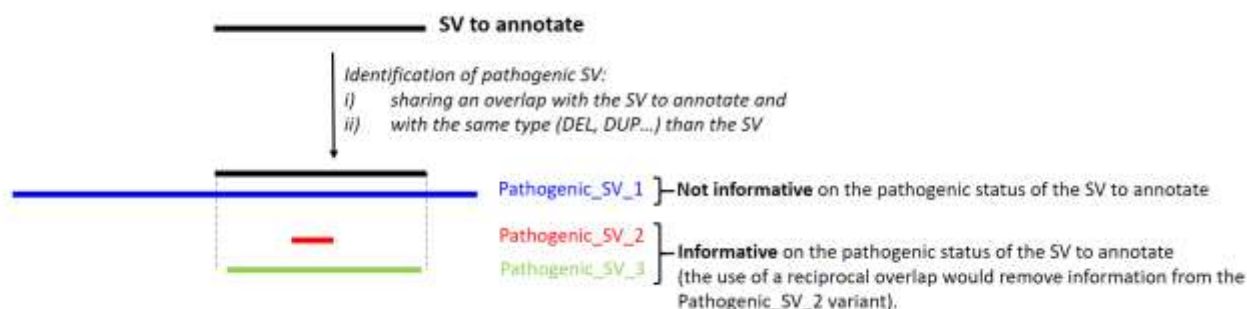 SV to annotate
Identification of pathogenic SV:
i) sharing an overlap with the SV to annotate and
ii) with the same type (DEL, DUP...) than the SV
Pathogenic_SV_1 Not informative on the pathogenic status of the SV to annotate
Pathogenic_SV_2
Informative on the pathogenic status of the SV to annotate
Pathogenic_SV_3
(the use of a reciprocal overlap would remove information from the
Pathogenic_SV_2 variant).